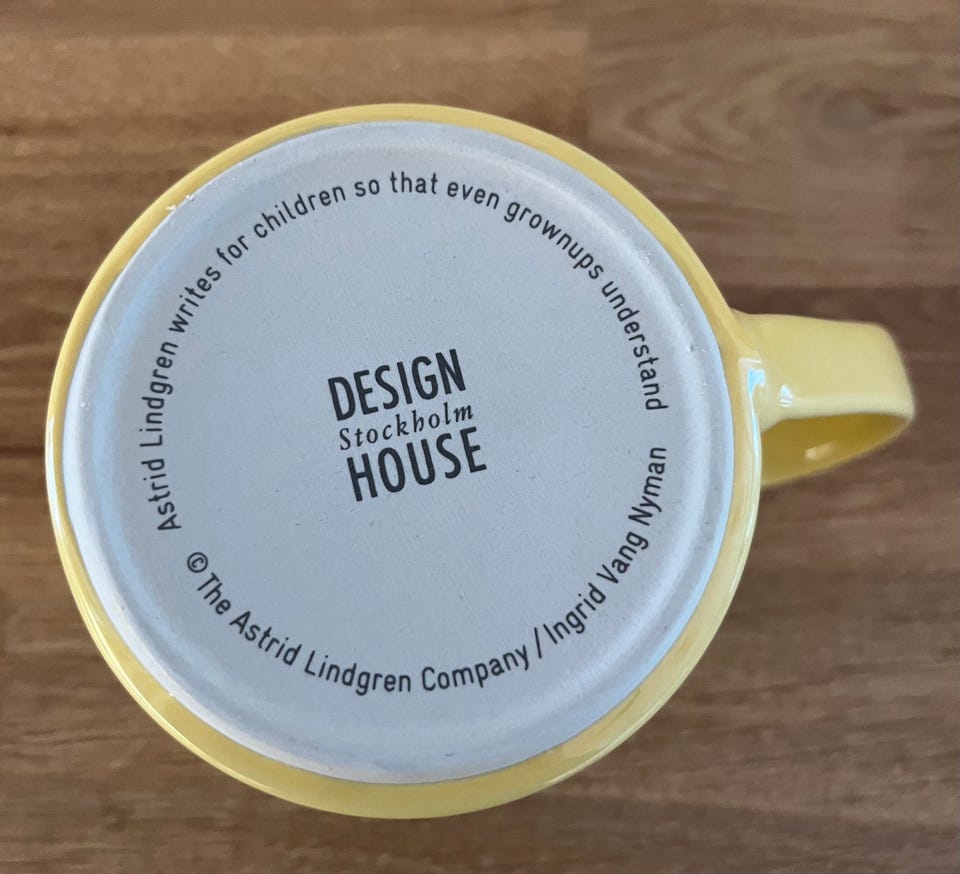 Astrid Lindgren writes for children so that even grownups understand
DESIGN
Stockholm
HOUSE
©The Astrid Lindgren Company / Ingrid Vang Nyman